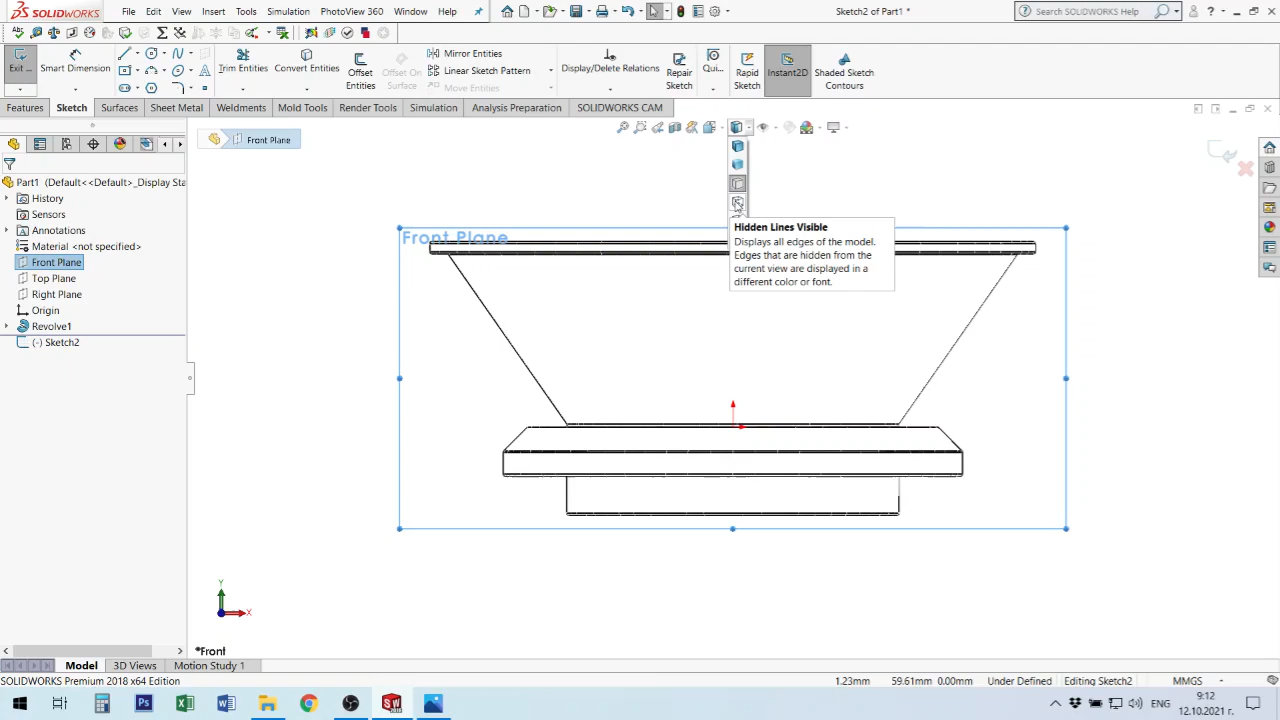 SOLIDWORKS File Edit View Insert Tools Simulation PhotoView 360 Window Help Sketch2 of Part1 * Search SOLIDWORKS Help
Exit ... Smart Dimension Trim Entities Convert Entities Offset Entities Offset On Surface Mirror Entities Linear Sketch Pattern Move Entities Display/Delete Relations Repair Sketch Qui... Rapid Sketch Instant2D Shaded Sketch Contours
Features Sketch Surfaces Sheet Metal Weldments Mold Tools Render Tools Simulation Analysis Preparation SOLIDWORKS CAM
Front Plane
Part1 (Default<<Default>_Display Sta
History
Sensors
Annotations
Material <not specified>
Front Plane
Top Plane
Right Plane
Origin
Revolve1
(-) Sketch2
Front Plane
Hidden Lines Visible
Displays all edges of the model.
Edges that are hidden from the
current view are displayed in a
different color or font.
Y
X
*Front
Model 3D Views Motion Study 1
SOLIDWORKS Premium 2018 x64 Edition 1.23mm 59.61mm 0.00mm Under Defined Editing Sketch2 MMGS
ENG 9:12
12.10.2021 г.